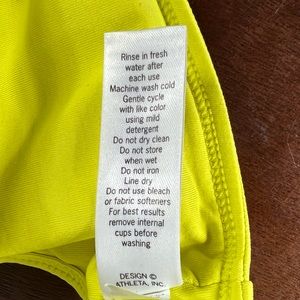 Rinse in fresh
water after
each use
Machine wash cold
Gentle cycle
with like color
using mild
detergent
Do not dry clean
Do not store
when wet
Do not iron
Line dry
Do not use bleach
or fabric softeners
For best results
remove internal
cups before
washing
DESIGN ©
ATHLETA, INC.